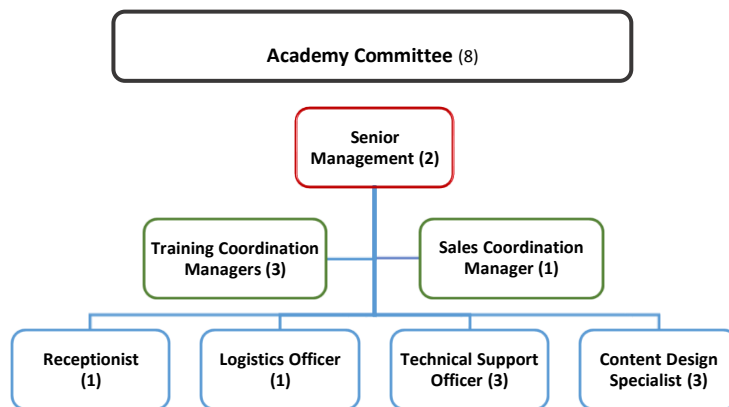 Academy Committee (8)
Senior
Management (2)
Training Coordination
Managers (3)
Sales Coordination
Manager (1)
Receptionist
(1)
Logistics Officer
(1)
Technical Support
Officer (3)
Content Design
Specialist (3)